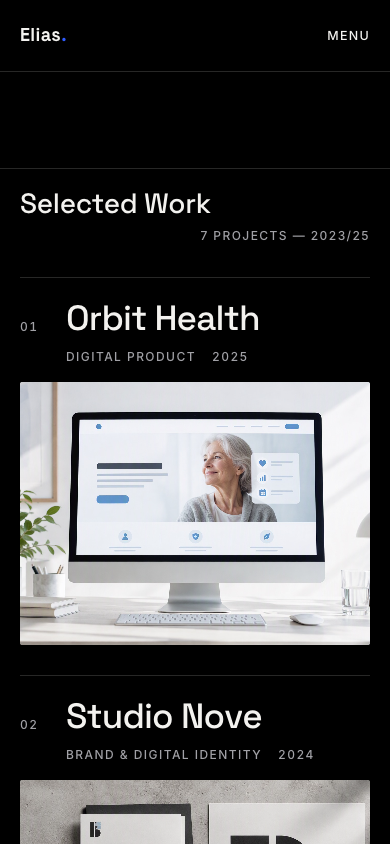 Elias.
MENU
Selected Work
7 PROJECTS — 2023/25
01
Orbit Health
DIGITAL PRODUCT 2025
02
Studio Nove
BRAND & DIGITAL IDENTITY 2024